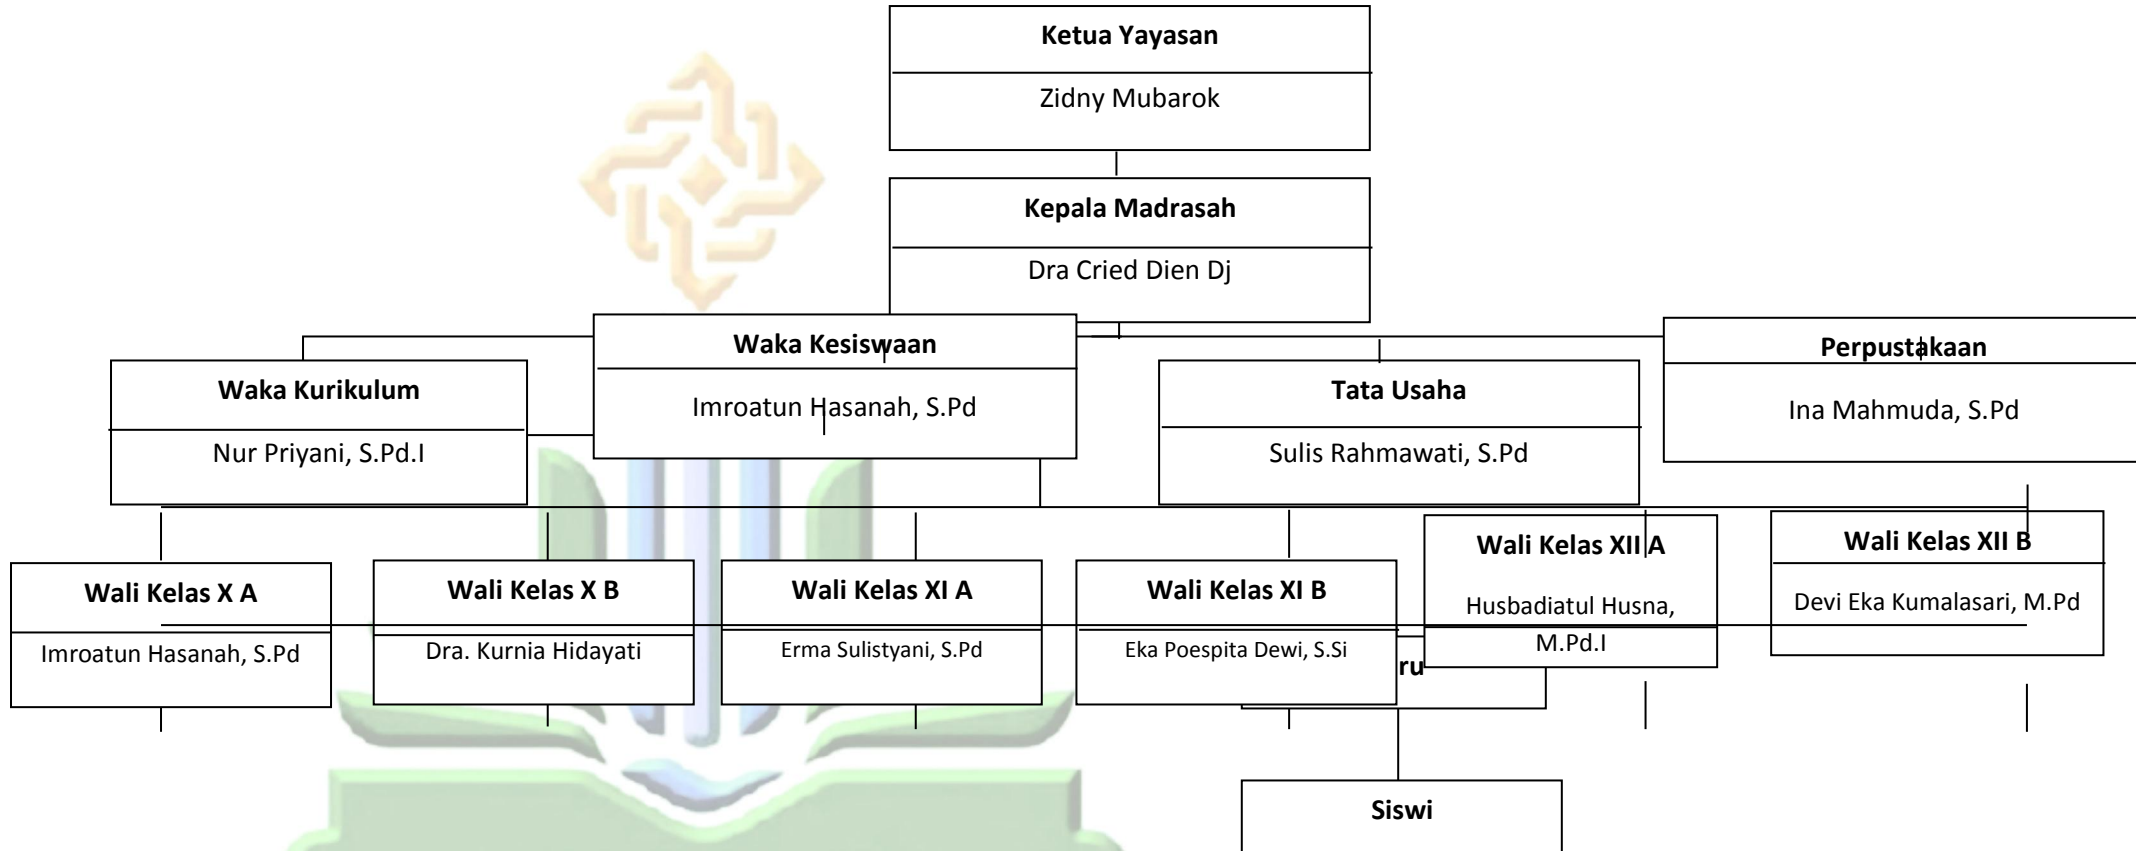 Ketua Yayasan
Zidny Mubarok
Kepala Madrasah
Dra Cried Dien Dj
Waka Kurikulum
Nur Priyani, S.Pd.I
Waka Kesiswaan
Imroatun Hasanah, S.Pd
Tata Usaha
Sulis Rahmawati, S.Pd
Perpustakaan
Ina Mahmuda, S.Pd
Wali Kelas X A
Imroatun Hasanah, S.Pd
Wali Kelas X B
Dra. Kurnia Hidayati
Wali Kelas XI A
Erma Sulistyani, S.Pd
Wali Kelas XI B
Eka Poespita Dewi, S.Si
Wali Kelas XII A
Husbadiatul Husna,
M.Pd.I
Wali Kelas XII B
Devi Eka Kumalasari, M.Pd
ru
Siswi